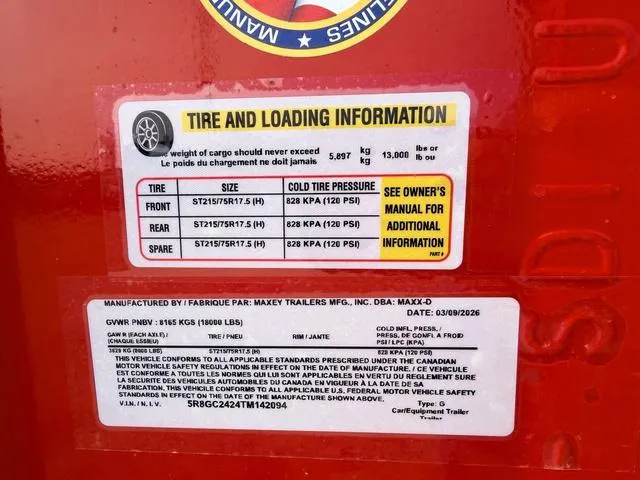 MANU
ELINES
TIRE AND LOADING INFORMATION
e weight of cargo should never exceed 5,897 kg 13,000 lbs or
Le poids du chargement ne doit jamais kg lb ou
TIRE SIZE COLD TIRE PRESSURE SEE OWNER'S MANUAL FOR ADDITIONAL INFORMATION
FRONT ST215/75R17.5 (H) 828 KPA (120 PSI)
REAR ST215/75R17.5 (H) 828 KPA (120 PSI)
SPARE ST215/75R17.5 (H) 828 KPA (120 PSI)
MANUFACTURED BY / FABRIQUE PAR: MAXEY TRAILERS MFG., INC. DBA: MAXX-D
DATE: 03/09/2026
GVWR PNBV : 8165 KGS (18000 LBS)
GAWR (EACH AXLE) / (CHAQUE ESSIEU) TIRE / PNEU RIM / JANTE COLD INFL. PRESS. / PRESS. DE GONFL A FROID PSI / LPC (KPA)
ST215/75R17.5 (H) 828 KPA (120 PSI)
THIS VEHICLE CONFORMS TO ALL APPLICABLE STANDARDS PRESCRIBED UNDER THE CANADIAN
MOTOR VEHICLE SAFETY REGULATIONS IN EFFECT ON THE DATE OF MANUFACTURE. / CE VEHICULE
EST CONFORME A TOUTES LES NORMES QUI LUI SONT APPLICABLES EN VERTU DU REGLEMENT SURE
LA SECURITE DES VEHICULES AUTOMOBILES DU CANADA EN VIGUEUR À LA DATE DE SA
FABRICATION. THIS VEHICLE CONFORMS TO ALL APPLICABLE U.S. FEDERAL MOTOR VEHICLE SAFETY
STANDARDS IN EFFECT ON THE DATE OF THE MANUFACTURE SHOWN ABOVE.
V.I.N. / N.I.V. 5R8GC2424TM142094 Type: G
Car/Equipment Trailer